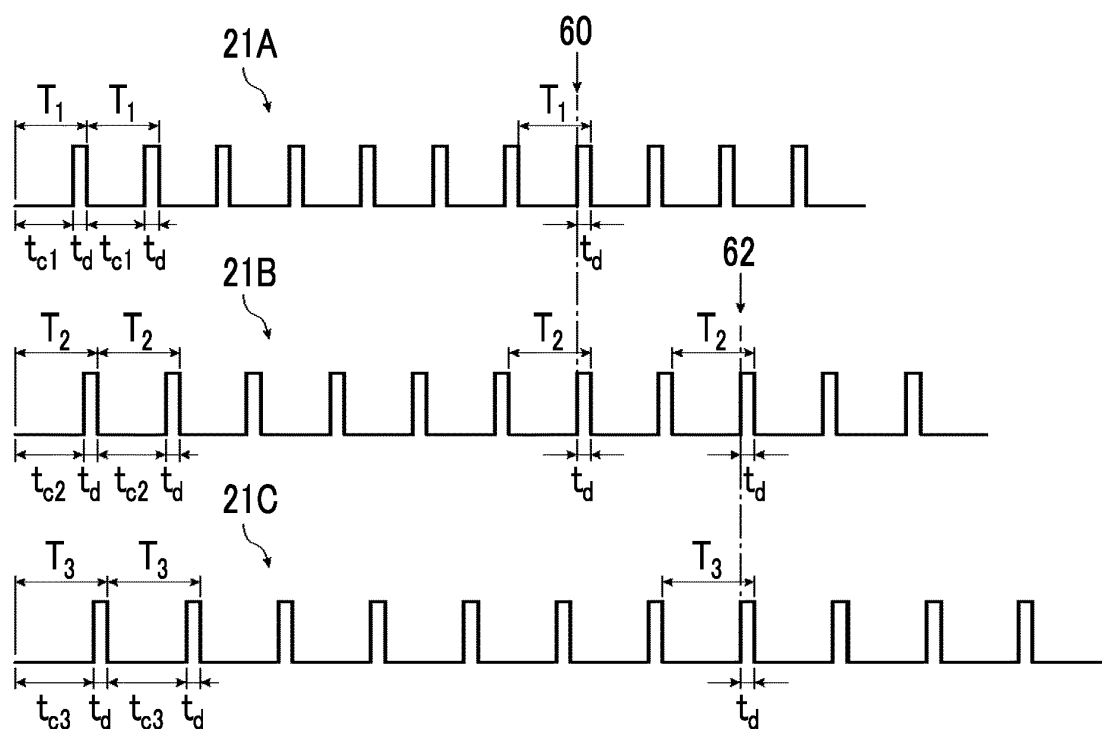 60
21A
T1 T1 T1
tc1 td tc1 td td
21B 62
T2 T2 T2 T2
tc2 td tc2 td td td
21C
T3 T3 T3
tc3 td tc3 td td